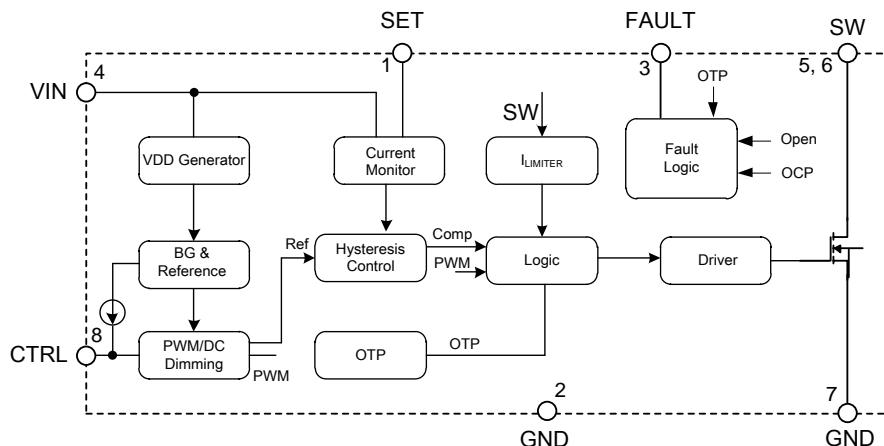 SET
FAULT
SW
4
1
3
5, 6
VIN
OTP
SW
VDD Generator
Current
Monitor
ILIMITER
Fault
Logic
Open
OCP
BG &
Reference
Ref
Hysteresis
Control
Comp
PWM
Logic
Driver
8
CTRL
PWM/DC
Dimming
PWM
OTP
OTP
2
7
GND
GND